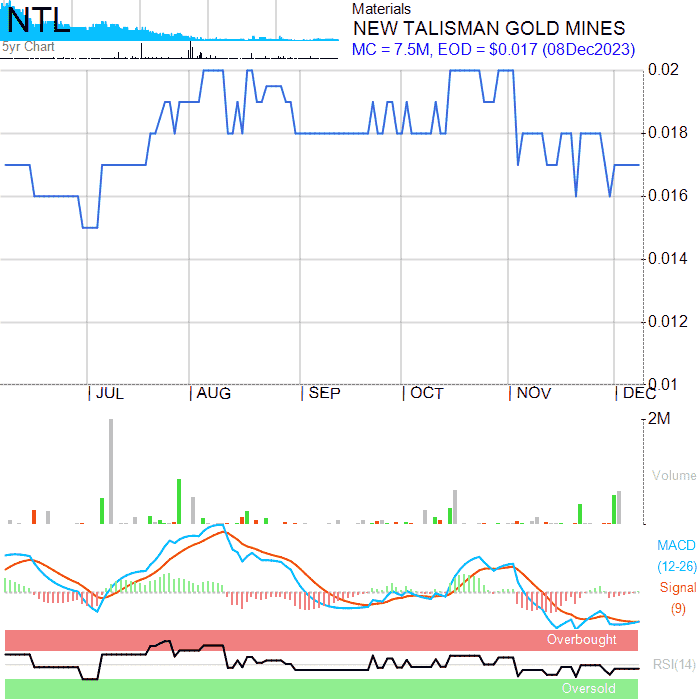 NTL
5yr Chart
Materials
NEW TALISMAN GOLD MINES
MC = 7.5M, EOD = $0.017 (08Dec2023)
0.02
0.018
0.016
0.014
0.012
0.01
JUL AUG SEP OCT NOV DEC
2M
Volume
MACD
(12-26)
Signal
(9)
Overbought
RSI(14)
Oversold